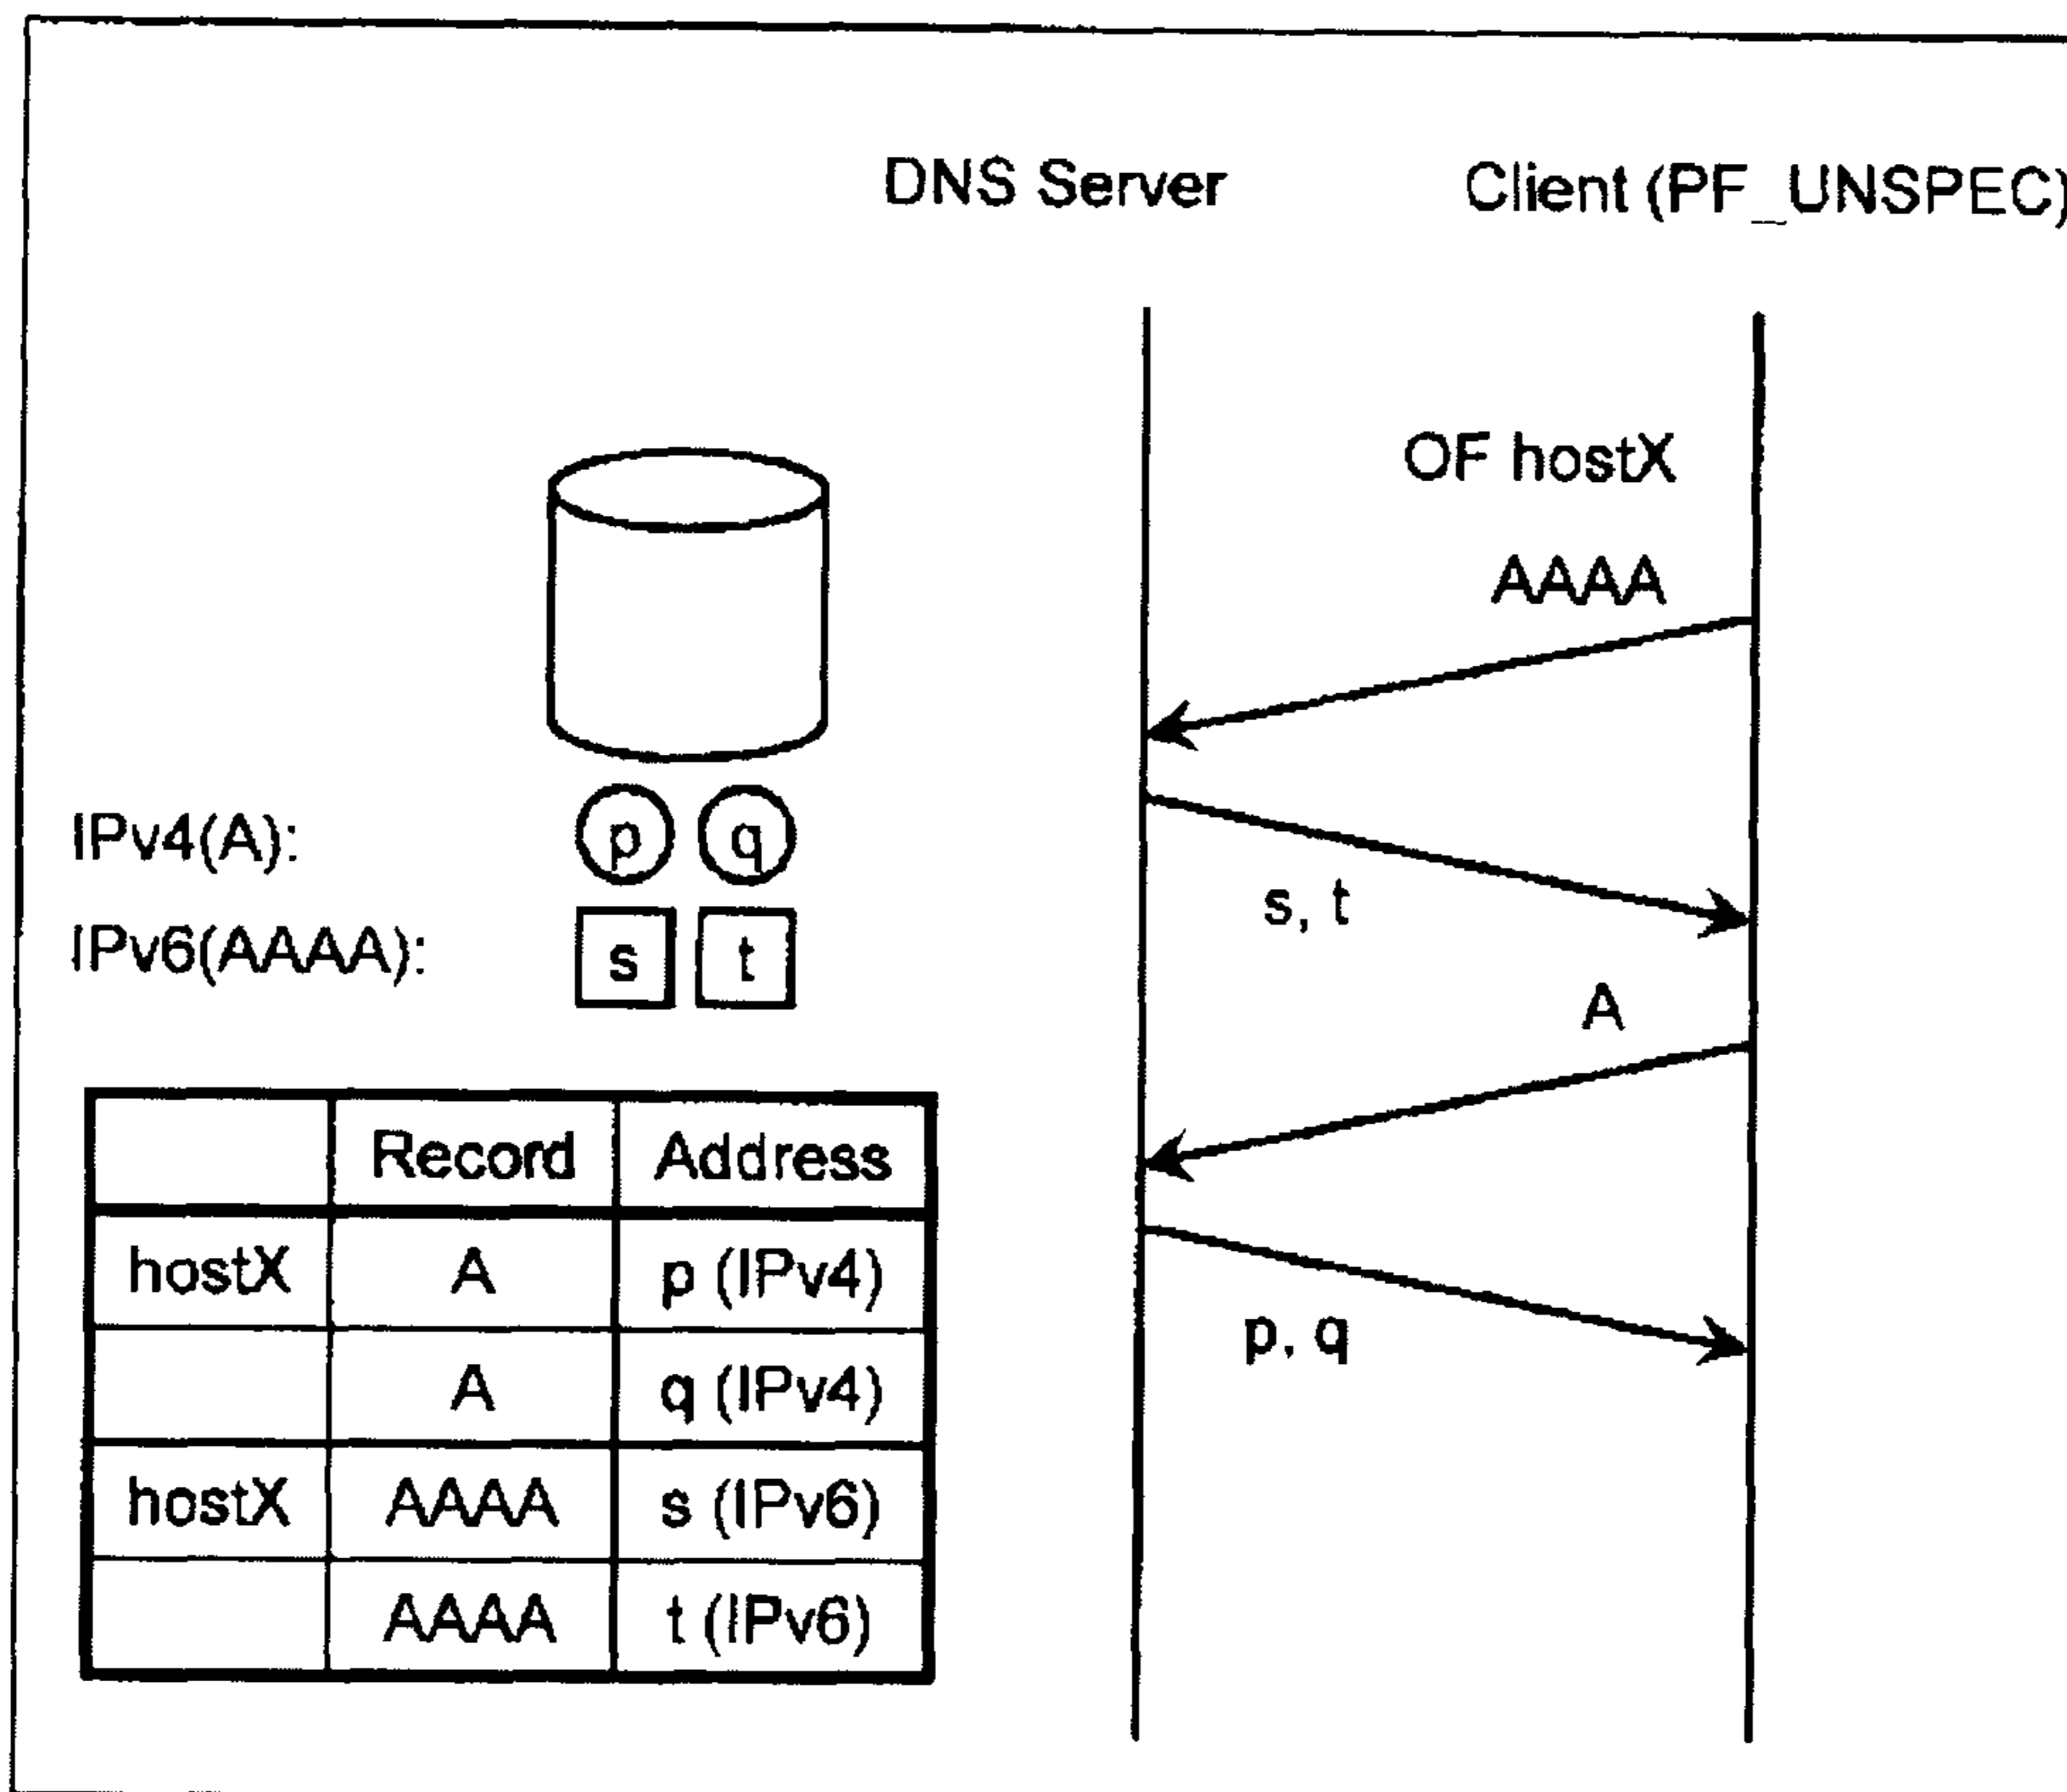 DNS Server Client (PF_UNSPEC)
OF hostX
AAAA
IPv4(A): p q
s, t
IPv6(AAAA): s t
A
Record Address
hostX A p (IPv4)
p, q
A q (IPv4)
hostX AAAA s (IPv6)
AAAA t (IPv6)